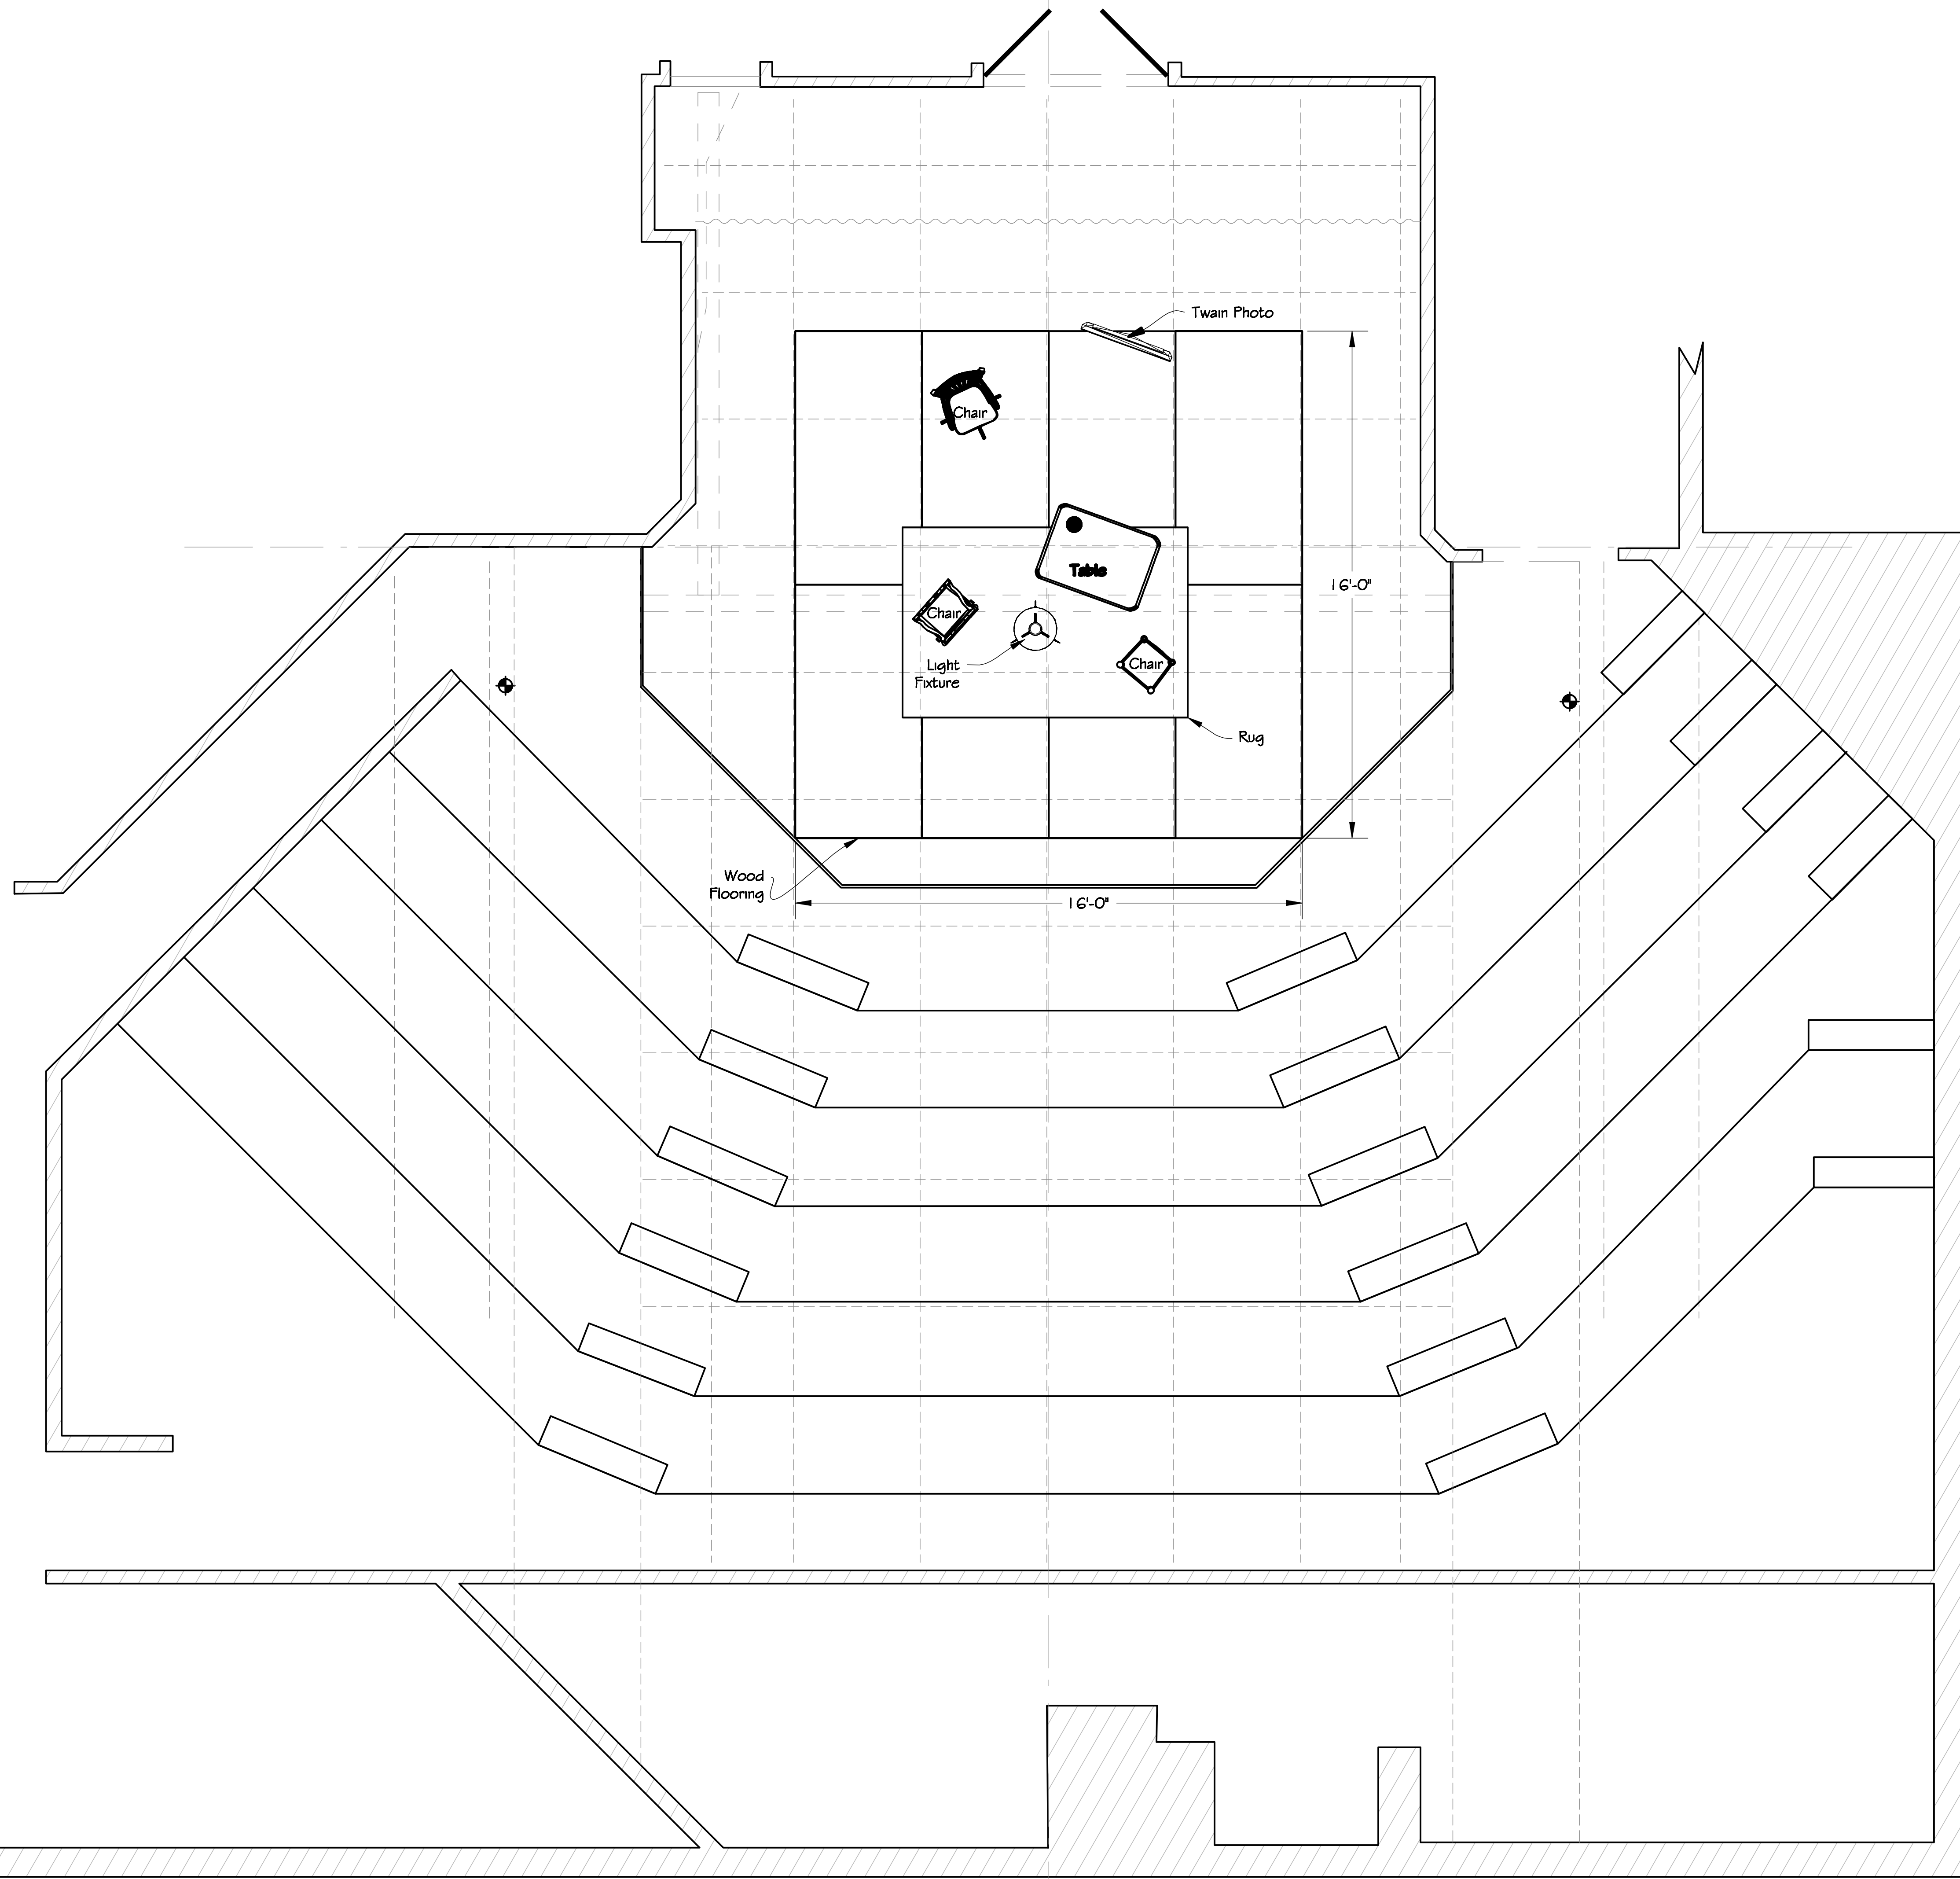 Twain Photo
Chair
Table
16'-0"
Chair
Light
Fixture
Chair
Rug
Wood
Flooring
16'-0"